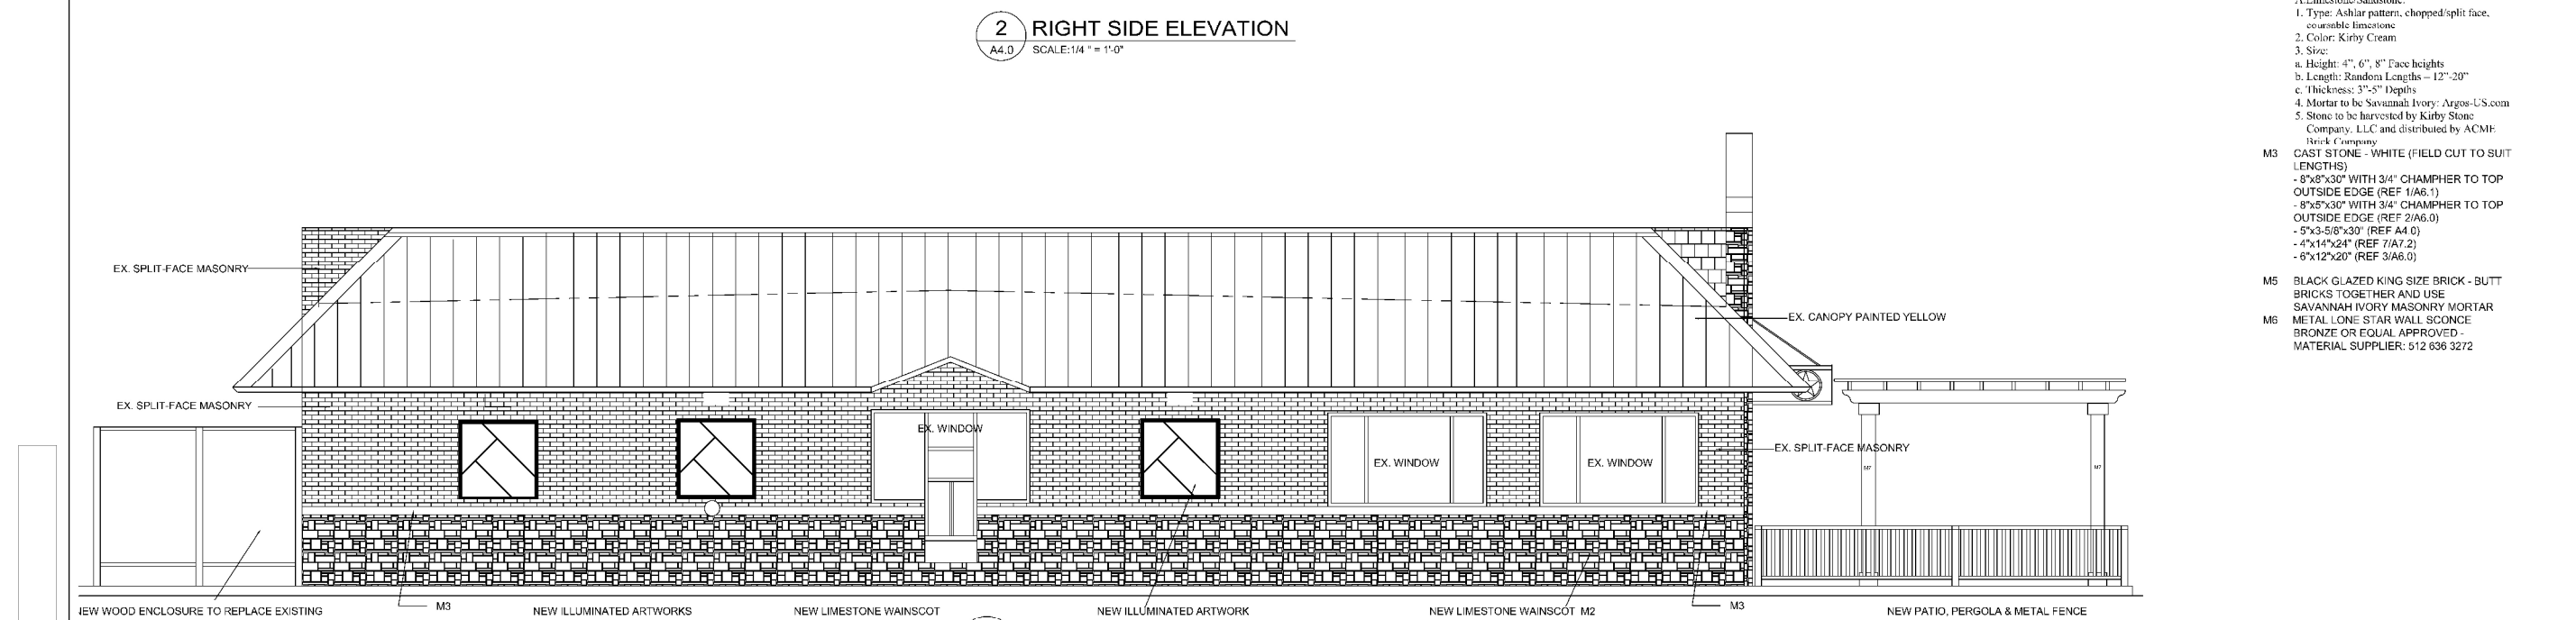 2
A4.0
RIGHT SIDE ELEVATION
SCALE:1/4 " = 1'-0"
EX. SPLIT-FACE MASONRY
EX. CANOPY PAINTED YELLOW
EX. SPLIT-FACE MASONRY
EX. WINDOW
EX. WINDOW
EX. WINDOW
EX. SPLIT-FACE MASONRY
M7
M7
NEW WOOD ENCLOSURE TO REPLACE EXISTING
M3
NEW ILLUMINATED ARTWORKS
NEW LIMESTONE WAINSCOT
NEW ILLUMINATED ARTWORK
NEW LIMESTONE WAINSCOT M2
M3
NEW PATIO, PERGOLA & METAL FENCE
A.Limestone/Sandstone:
1. Type: Ashlar pattern, chopped/split face,
coursable limestone
2. Color: Kirby Cream
3. Size:
a. Height: 4”, 6”, 8” Face heights
b. Length: Random Lengths – 12”-20”
c. Thickness: 3”-5” Depths
4. Mortar to be Savannah Ivory: Argos-US.com
5. Stone to be harvested by Kirby Stone
Company, LLC and distributed by ACME
Brick Company
M3 CAST STONE - WHITE (FIELD CUT TO SUIT
LENGTHS)
- 8"x8"x30" WITH 3/4" CHAMPHER TO TOP
OUTSIDE EDGE (REF 1/A6.1)
- 8"x5"x30" WITH 3/4" CHAMPHER TO TOP
OUTSIDE EDGE (REF 2/A6.0)
- 5"x3-5/8"x30" (REF A4.0)
- 4"x14"x24" (REF 7/A7.2)
- 6"x12"x20" (REF 3/A6.0)
M5 BLACK GLAZED KING SIZE BRICK - BUTT
BRICKS TOGETHER AND USE
SAVANNAH IVORY MASONRY MORTAR
M6 METAL LONE STAR WALL SCONCE
BRONZE OR EQUAL APPROVED -
MATERIAL SUPPLIER: 512 636 3272